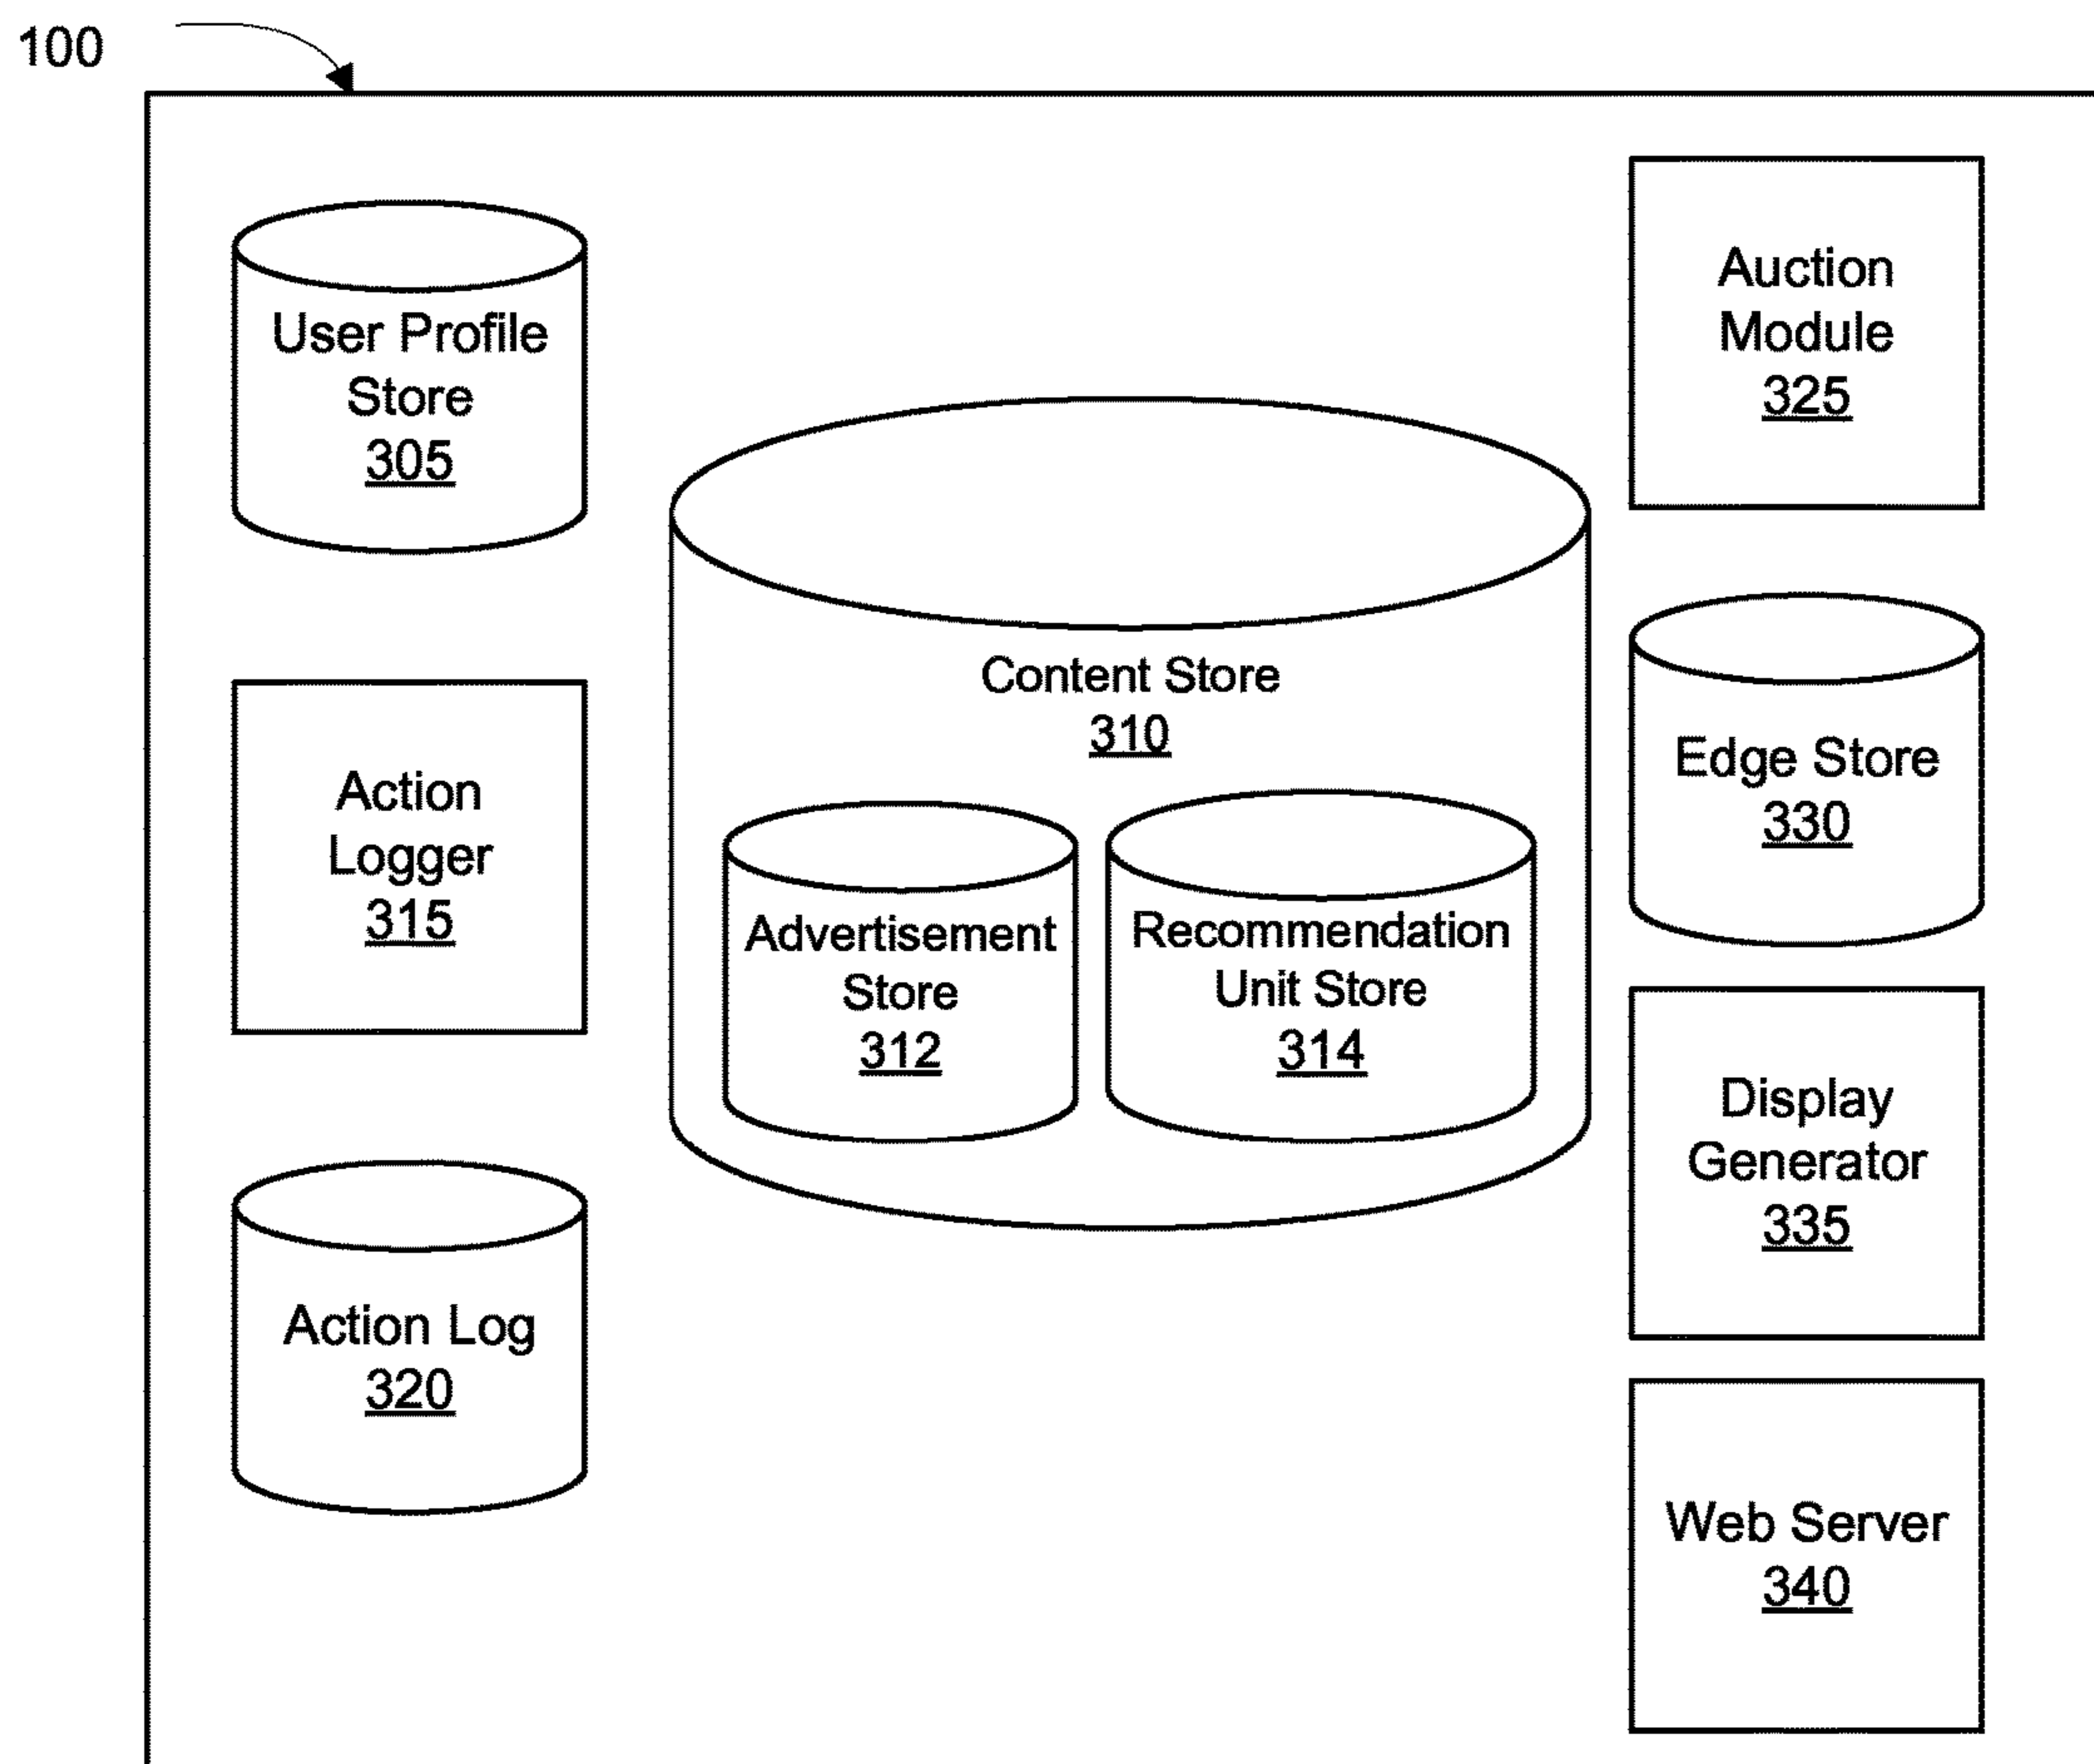 100
User Profile
Store
305
Action
Logger
315
Action Log
320
Content Store
310
Advertisement
Store
312
Recommendation
Unit Store
314
Auction
Module
325
Edge Store
330
Display
Generator
335
Web Server
340